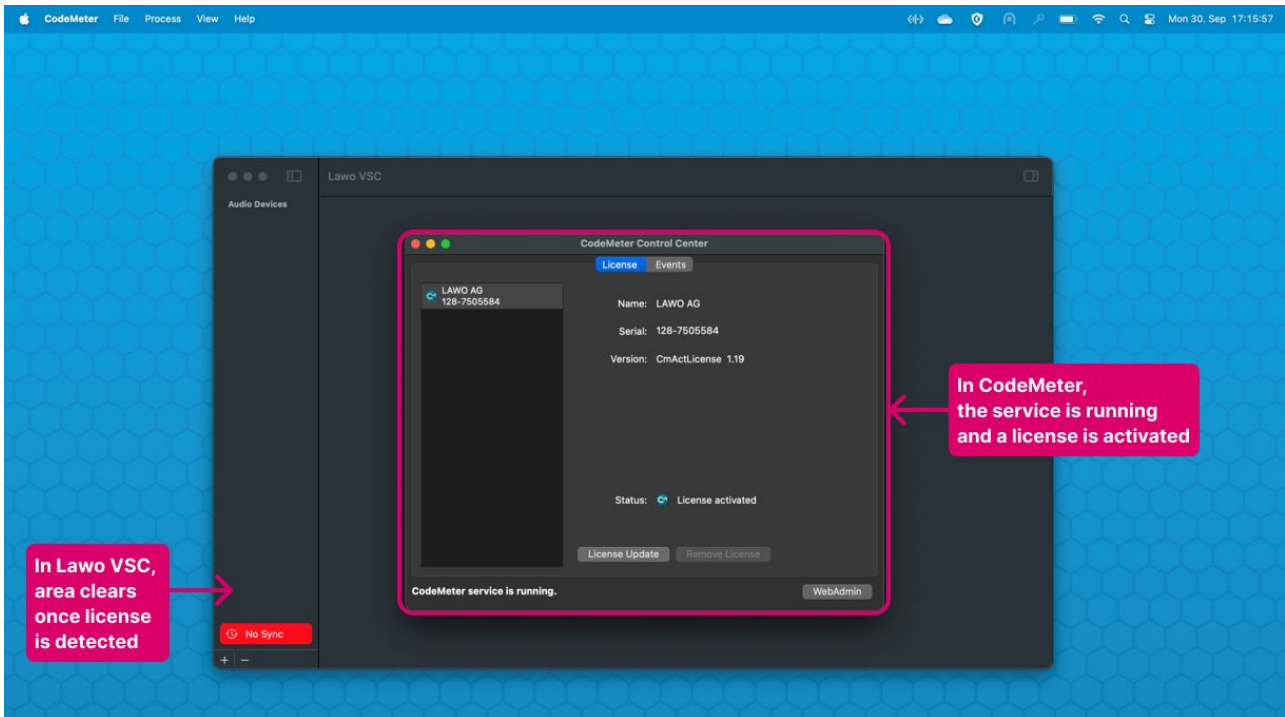 CodeMeter File Process View Help
Mon 30. Sep 17:15:57
Lawo VSC
Audio Devices
CodeMeter Control Center
License Events
LAWO AG
128-7505584
Name: LAWO AG
Serial: 128-7505584
Version: CmActLicense 1.19
In CodeMeter,
the service is running
and a license is activated
Status: License activated
License Update Remove License
CodeMeter service is running. WebAdmin
In Lawo VSC,
area clears
once license
is detected
No Sync
+ −